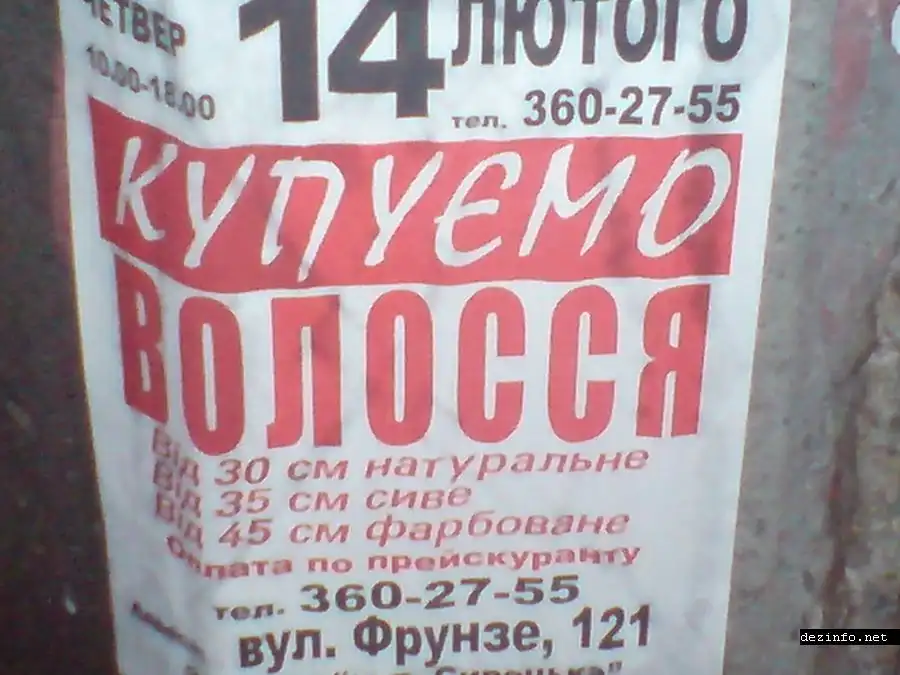 ЧЕТВЕР
10.00-18.00
14 ЛЮТОГО
тел. 360-27-55
КУПУЄМО
ВОЛОССЯ
Від 30 см натуральне
Від 35 см сиве
Від 45 см фарбоване
Оплата по прейскуранту
тел. 360-27-55
вул. Фрунзе, 121
dezinfo.net